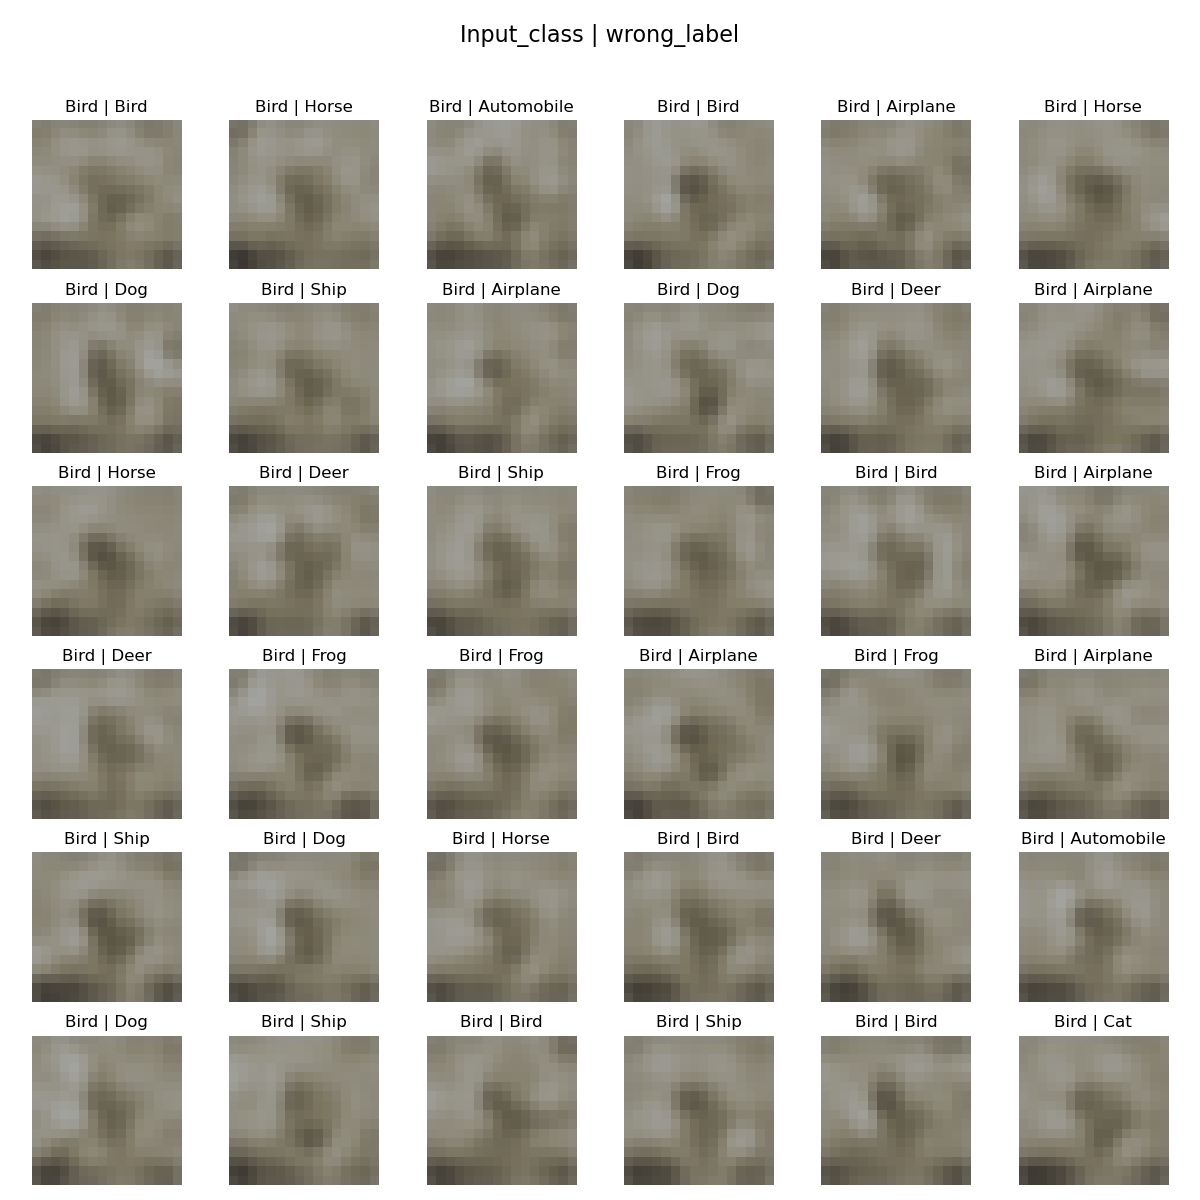 Input_class | wrong_label
Bird | Bird
Bird | Horse
Bird | Automobile
Bird | Bird
Bird | Airplane
Bird | Horse
Bird | Dog
Bird | Ship
Bird | Airplane
Bird | Dog
Bird | Deer
Bird | Airplane
Bird | Horse
Bird | Deer
Bird | Ship
Bird | Frog
Bird | Bird
Bird | Airplane
Bird | Deer
Bird | Frog
Bird | Frog
Bird | Airplane
Bird | Frog
Bird | Airplane
Bird | Ship
Bird | Dog
Bird | Horse
Bird | Bird
Bird | Deer
Bird | Automobile
Bird | Dog
Bird | Ship
Bird | Bird
Bird | Ship
Bird | Bird
Bird | Cat